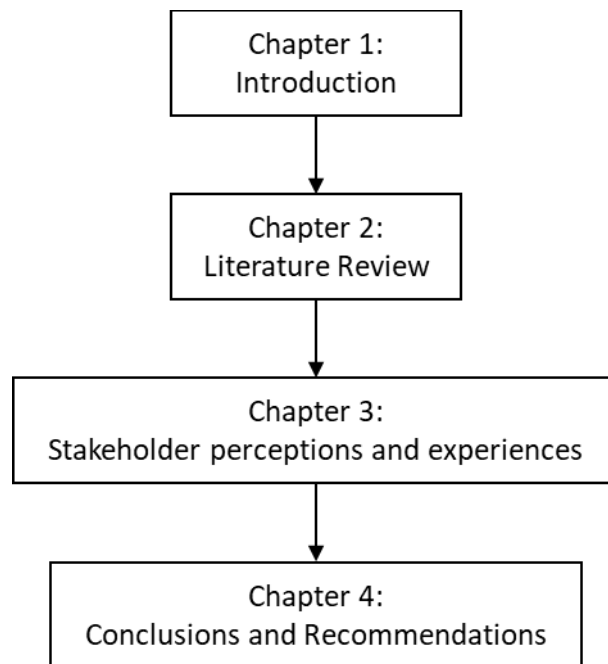 Chapter 1:
Introduction
Chapter 2:
Literature Review
Chapter 3:
Stakeholder perceptions and experiences
Chapter 4:
Conclusions and Recommendations